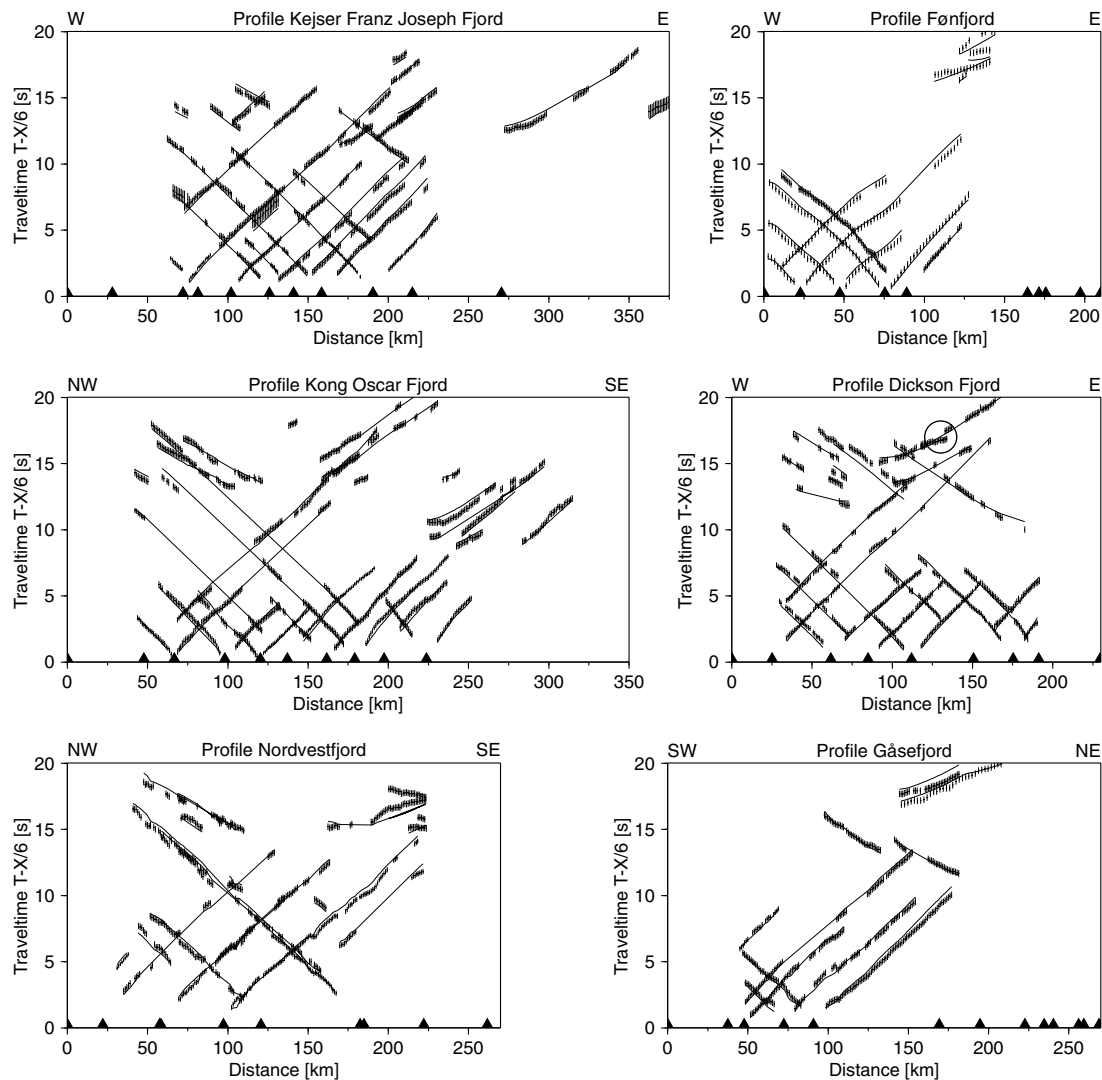 W Profile Kejser Franz Joseph Fjord E
Traveltime T-X/6 [s]
20
15
10
5
0
0 50 100 150 200 250 300 350
Distance [km]
W Profile Fønfjord E
Traveltime T-X/6 [s]
20
15
10
5
0
0 50 100 150 200
Distance [km]
NW Profile Kong Oscar Fjord SE
Traveltime T-X/6 [s]
20
15
10
5
0
0 50 100 150 200 250 300 350
Distance [km]
W Profile Dickson Fjord E
Traveltime T-X/6 [s]
20
15
10
5
0
0 50 100 150 200
Distance [km]
NW Profile Nordvestfjord SE
Traveltime T-X/6 [s]
20
15
10
5
0
0 50 100 150 200 250
Distance [km]
SW Profile Gåsefjord NE
Traveltime T-X/6 [s]
20
15
10
5
0
0 50 100 150 200 250
Distance [km]